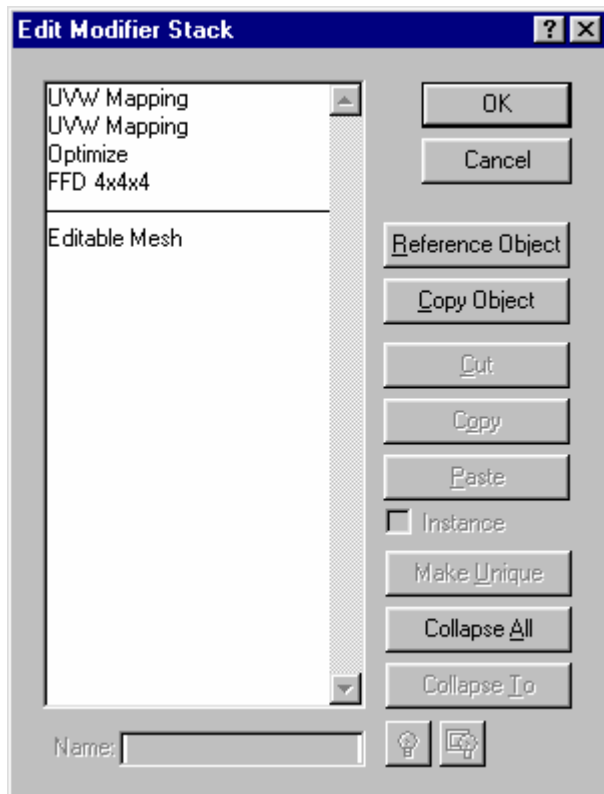 Edit Modifier Stack
UVW Mapping
UVW Mapping
Optimize
FFD 4x4x4
Editable Mesh
OK
Cancel
Reference Object
Copy Object
Cut
Copy
Paste
Instance
Make Unique
Collapse All
Collapse To
Name: